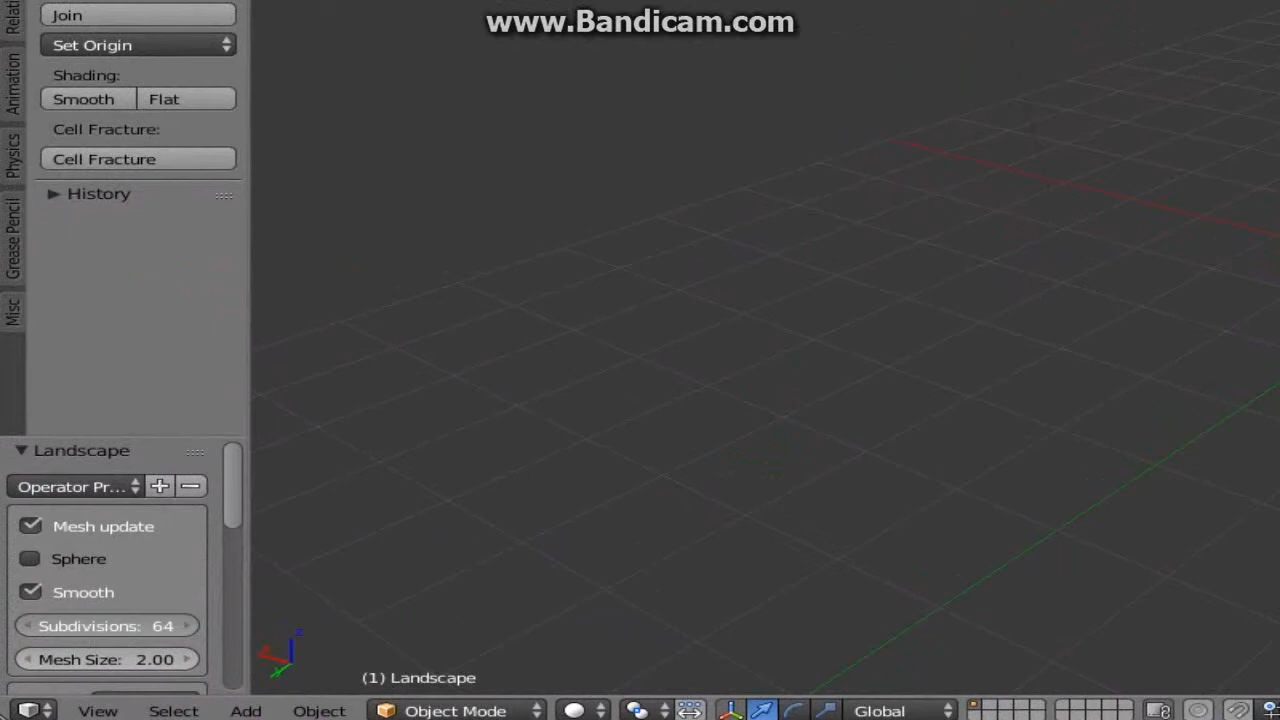 www.Bandicam.com
Join
Set Origin
Shading:
Smooth Flat
Cell Fracture:
Cell Fracture
History
Animation
Physics
Grease Pencil
Misc
Landscape
Operator Pr...
Mesh update
Sphere
Smooth
Subdivisions: 64
Mesh Size: 2.00
z
(1) Landscape
View Select Add Object Object Mode Global